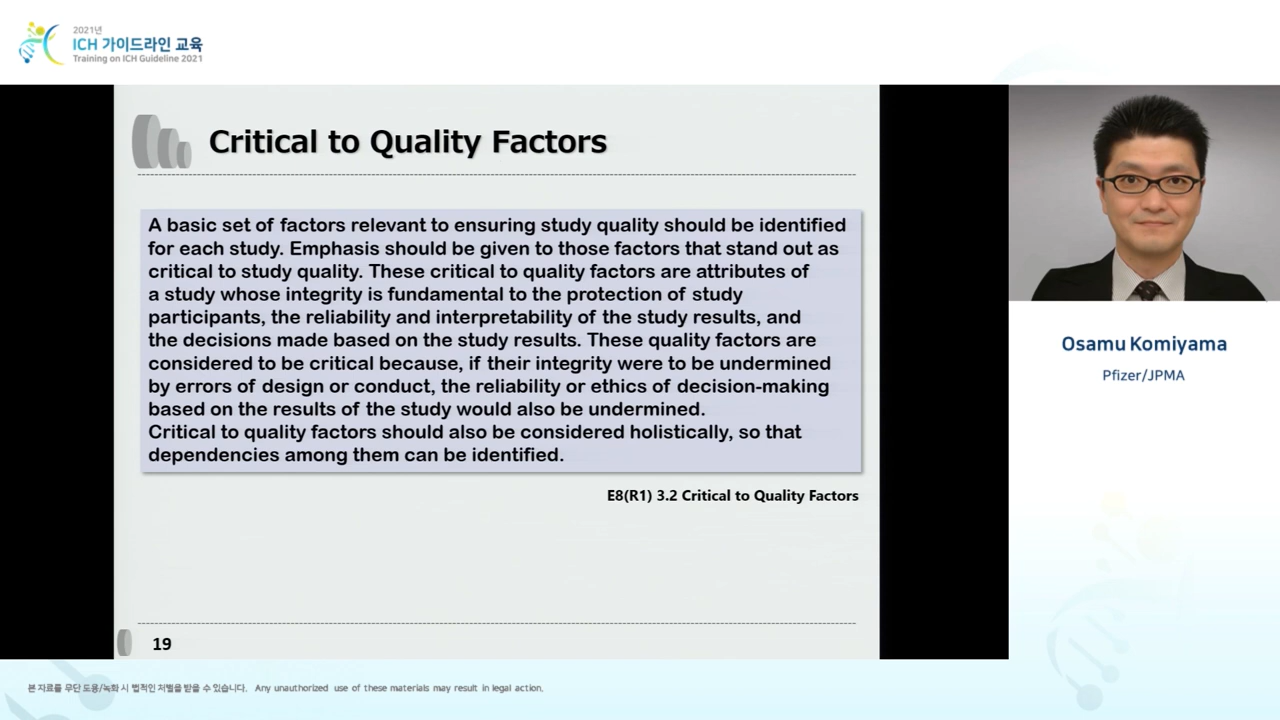 2021년
ICH 가이드라인 교육
Training on ICH Guideline 2021
Critical to Quality Factors
A basic set of factors relevant to ensuring study quality should be identified
for each study. Emphasis should be given to those factors that stand out as
critical to study quality. These critical to quality factors are attributes of
a study whose integrity is fundamental to the protection of study
participants, the reliability and interpretability of the study results, and
the decisions made based on the study results. These quality factors are
considered to be critical because, if their integrity were to be undermined
by errors of design or conduct, the reliability or ethics of decision-making
based on the results of the study would also be undermined.
Critical to quality factors should also be considered holistically, so that
dependencies among them can be identified.
E8(R1) 3.2 Critical to Quality Factors
19
Osamu Komiyama
Pfizer/JPMA
본 자료를 무단 도용/녹화 시 법적인 처벌을 받을 수 있습니다. Any unauthorized use of these materials may result in legal action.